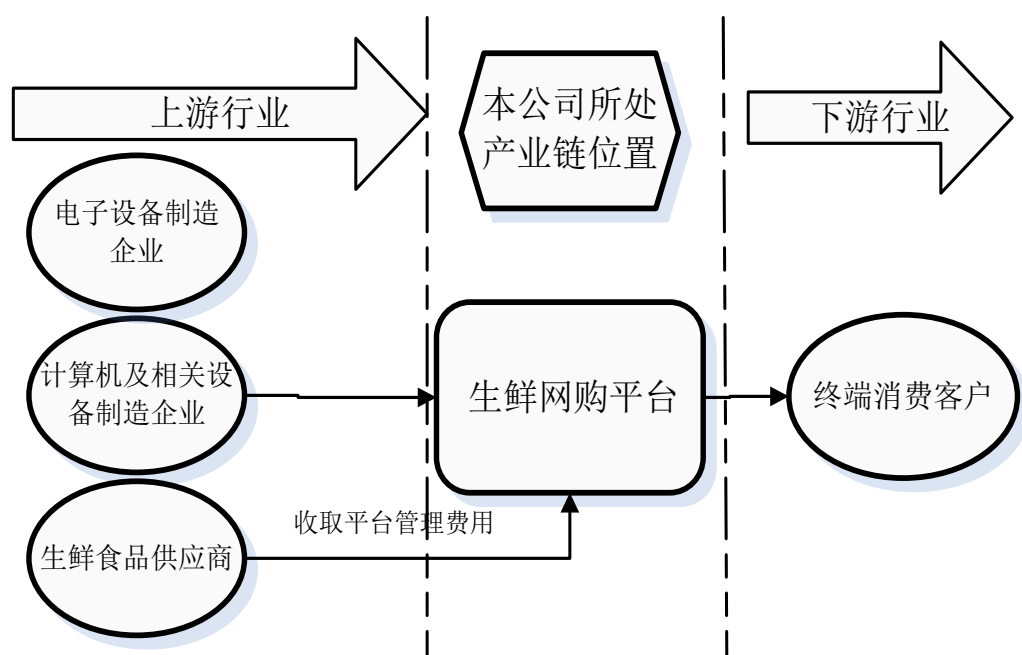 上游行业
本公司所处
产业链位置
下游行业
电子设备制造
企业
计算机及相关设
备制造企业
生鲜网购平台
终端消费客户
收取平台管理费用
生鲜食品供应商